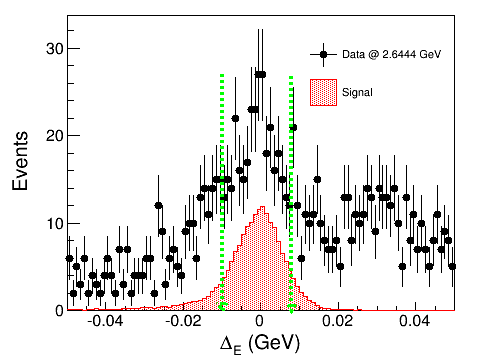 Events
30
20
10
0
Data @ 2.6444 GeV
Signal
-0.04 -0.02 0 0.02 0.04
Δ_E (GeV)